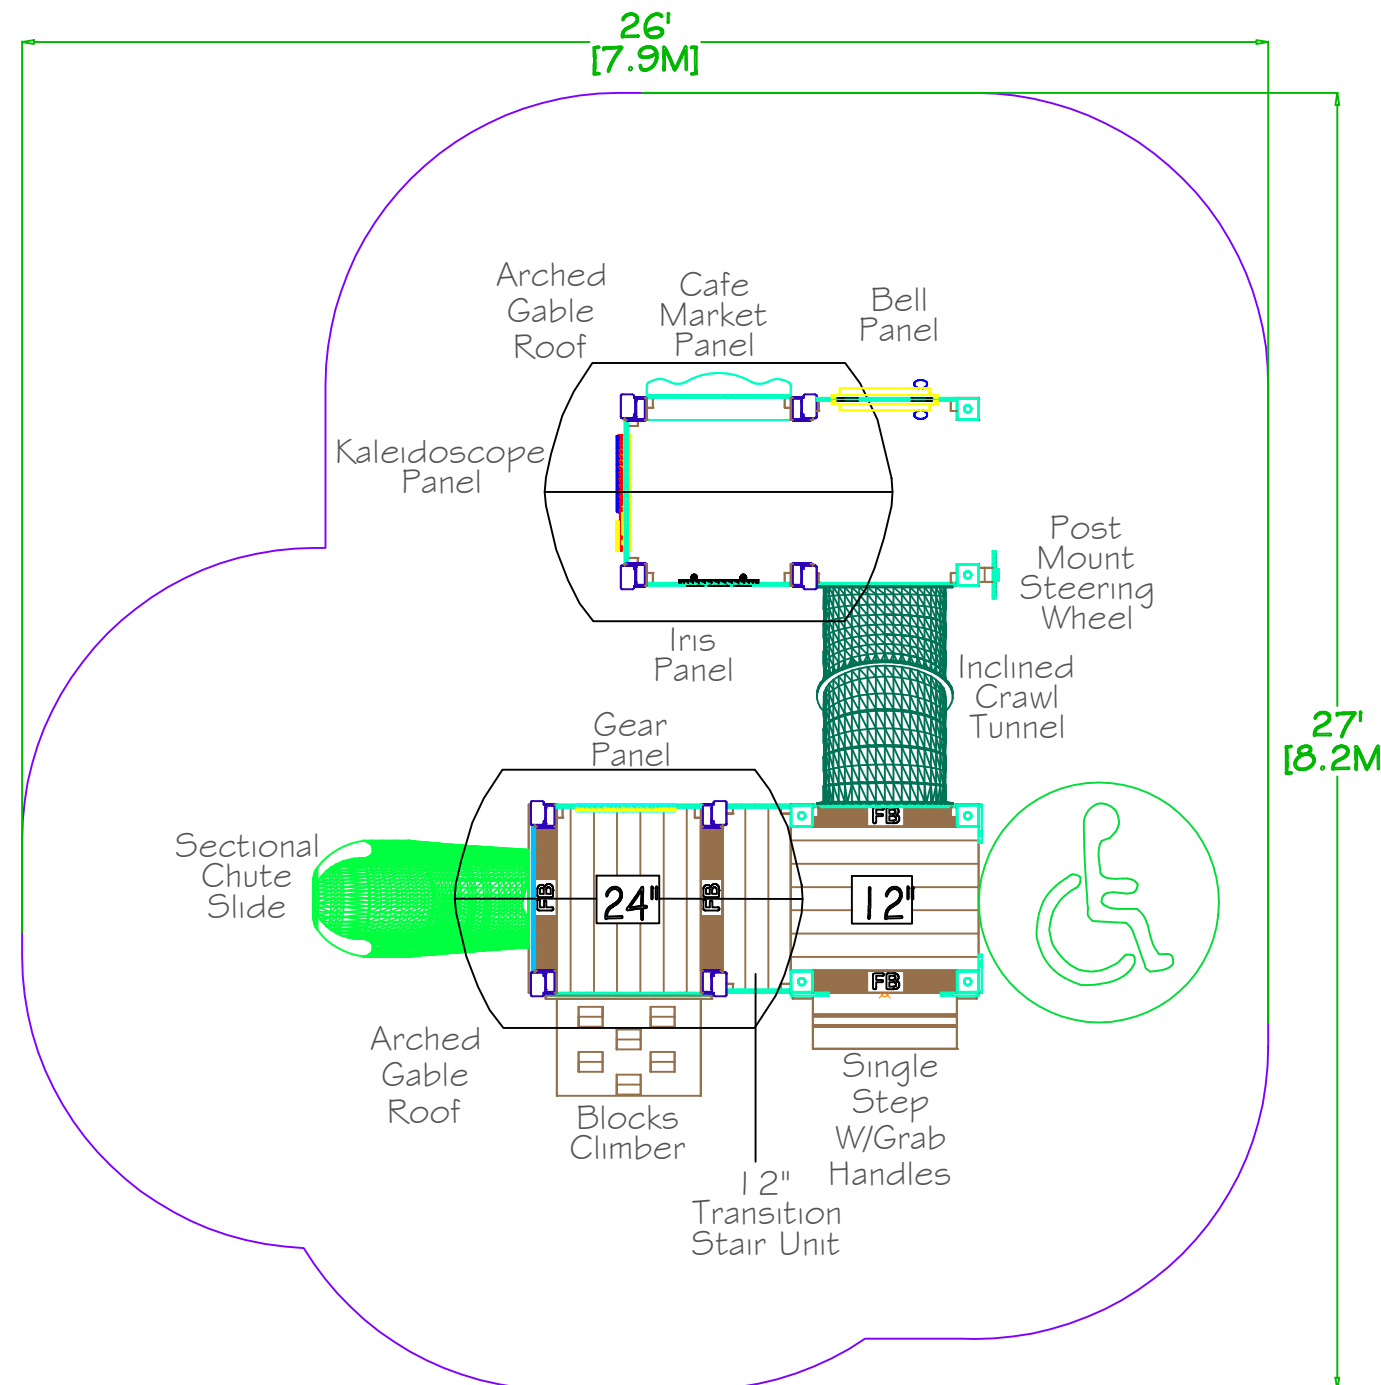 26'
[7.9M]
Arched
Gable
Roof
Cafe
Market
Panel
Bell
Panel
Kaleidoscope
Panel
Post
Mount
Steering
Wheel
Iris
Panel
Inclined
Crawl
Tunnel
27'
[8.2M
Gear
Panel
Sectional
Chute
Slide
FB
24"
FB
12"
FB
FB
Arched
Gable
Roof
Blocks
Climber
Single
Step
W/Grab
Handles
12"
Transition
Stair Unit